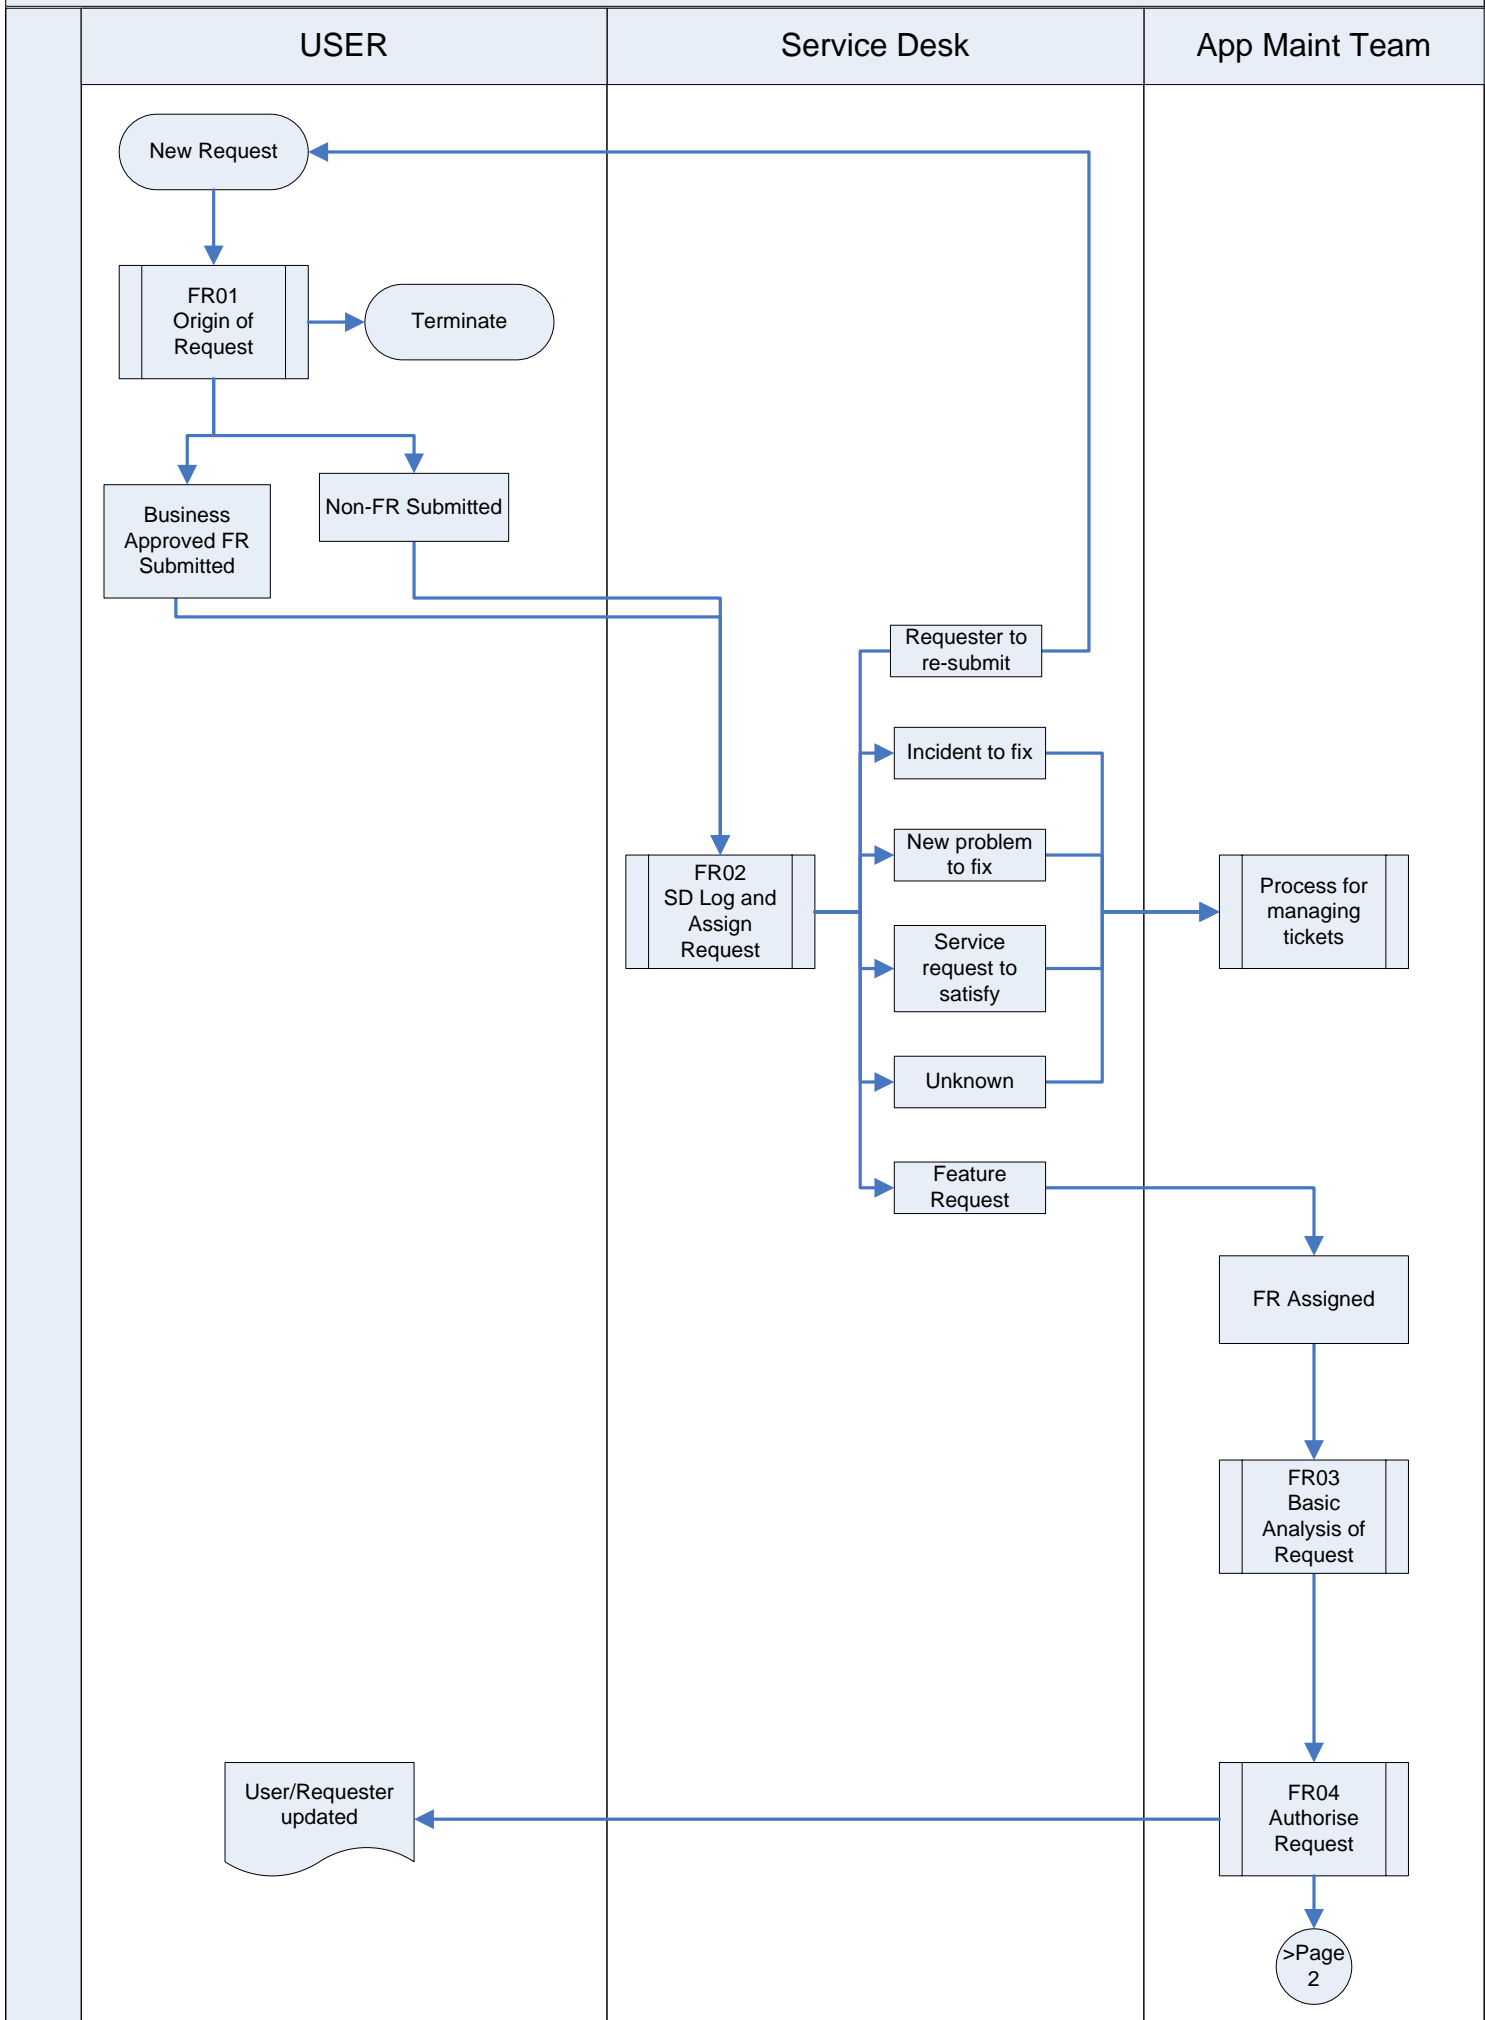 USER
Service Desk
App Maint Team
New Request
FR01
Origin of
Request
Terminate
Business
Approved FR
Submitted
Non-FR Submitted
Requester to
re-submit
Incident to fix
New problem
to fix
FR02
SD Log and
Assign
Request
Process for
managing
tickets
Service
request to
satisfy
Unknown
Feature
Request
FR Assigned
FR03
Basic
Analysis of
Request
User/Requester
updated
FR04
Authorise
Request
>Page
2